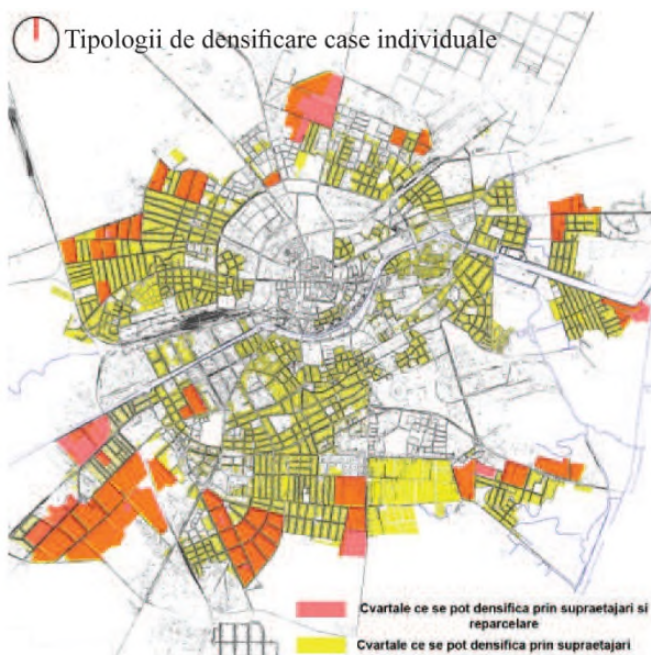 Tipologii de densificare case individuale
Cvartale ce se pot densifica prin supraetajari si
reparcelare
Cvartale ce se pot densifica prin supraetajari